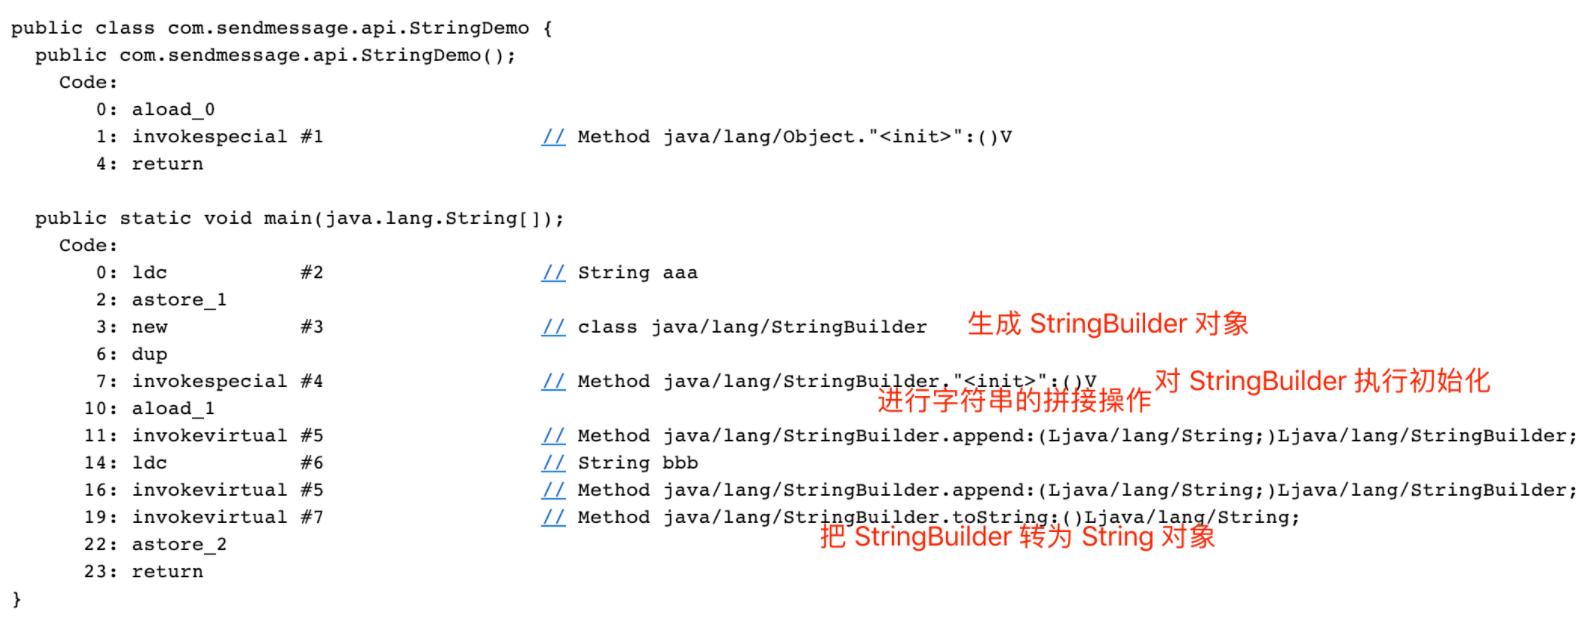 public class com.sendmessage.api.StringDemo {
public com.sendmessage.api.StringDemo();
Code:
0: aload_0
1: invokespecial #1 // Method java/lang/Object."<init>":()V
4: return
public static void main(java.lang.String[]);
Code:
0: ldc #2 // String aaa
2: astore_1
3: new #3 // class java/lang/StringBuilder 生成 StringBuilder 对象
6: dup
7: invokespecial #4 // Method java/lang/StringBuilder."<init>":()V 对 StringBuilder 执行初始化
进行字符串的拼接操作
10: aload_1
11: invokevirtual #5 // Method java/lang/StringBuilder.append:(Ljava/lang/String;)Ljava/lang/StringBuilder;
14: ldc #6 // String bbb
16: invokevirtual #5 // Method java/lang/StringBuilder.append:(Ljava/lang/String;)Ljava/lang/StringBuilder;
19: invokevirtual #7 // Method java/lang/StringBuilder.toString:()Ljava/lang/String;
把 StringBuilder 转为 String 对象
22: astore_2
23: return
}